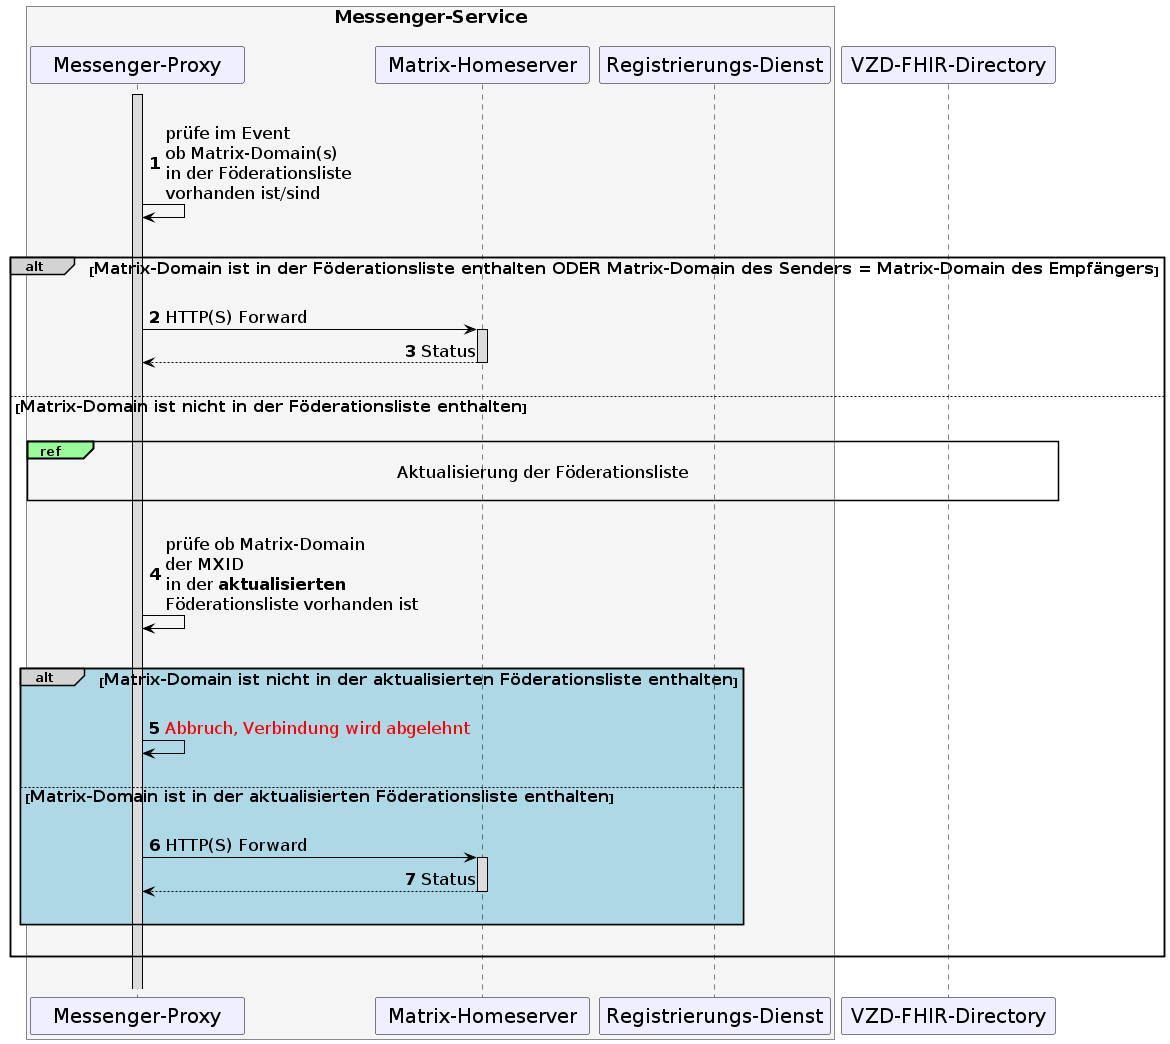 Messenger-Service
Messenger-Proxy
Matrix-Homeserver
Registrierungs-Dienst
VZD-FHIR-Directory
prüfe im Event
ob Matrix-Domain(s)
1
in der Föderationsliste
vorhanden ist/sind
alt
[Matrix-Domain ist in der Föderationsliste enthalten ODER Matrix-Domain des Senders = Matrix-Domain des Empfängers]
2 HTTP(S) Forward
3 Status
[Matrix-Domain ist nicht in der Föderationsliste enthalten]
ref
Aktualisierung der Föderationsliste
prüfe ob Matrix-Domain
der MXID
4
in der aktualisierten
Föderationsliste vorhanden ist
alt
[Matrix-Domain ist nicht in der aktualisierten Föderationsliste enthalten]
5 Abbruch, Verbindung wird abgelehnt
[Matrix-Domain ist in der aktualisierten Föderationsliste enthalten]
6 HTTP(S) Forward
7 Status
Messenger-Proxy
Matrix-Homeserver
Registrierungs-Dienst
VZD-FHIR-Directory